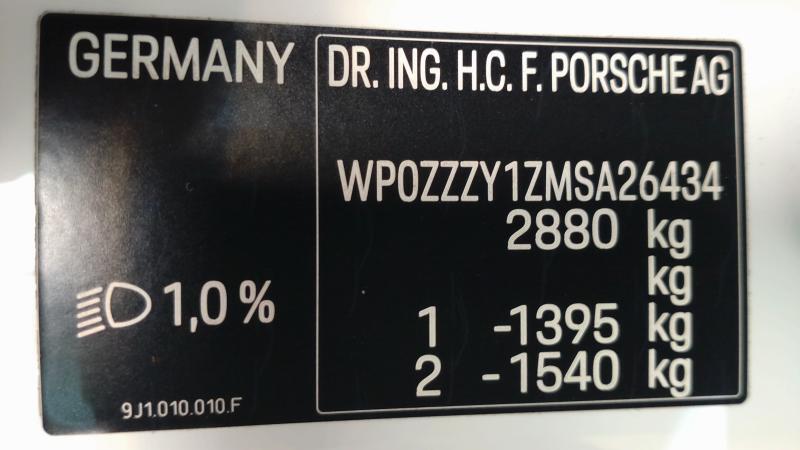 GERMANY
1,0 %
9J1.010.010.F
DR. ING. H.C. F. PORSCHE AG
WP0ZZZY1ZMSA26434
2880 kg
kg
1 -1395 kg
2 -1540 kg